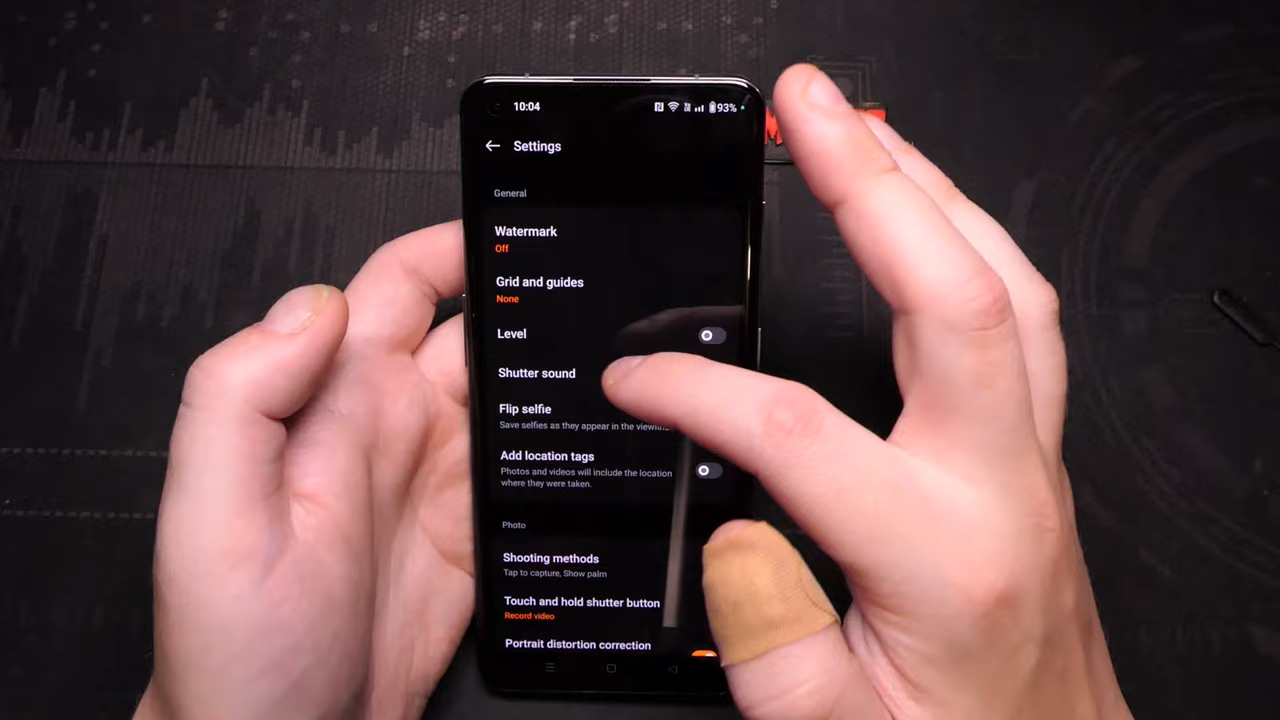 10:04
93%
Settings
General
Watermark
Off
Grid and guides
None
Level
Shutter sound
Flip selfie
Save selfies as they appear in the
Add location tags
Photos and videos will include the location
where they were taken.
Photo
Shooting methods
Tap to capture, Show palm
Touch and hold shutter button
Record video
Portrait distortion correction